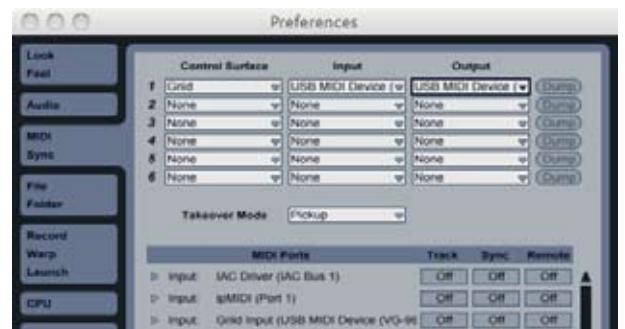 Preferences
Look
Feel
Audio
MIDI
Sync
File
Folder
Record
Warp
Launch
CPU
Control Surface Input Output
1 Griid USB MIDI Device ( USB MIDI Device ( Dump
2 None None None Dump
3 None None None Dump
4 None None None Dump
5 None None None Dump
6 None None None Dump
Takeover Mode Pickup
MIDI Ports Track Sync Remote
Input: IAC Driver (IAC Bus 1) Off Off Off
Input: ipMIDI (Port 1) Off Off Off
Input: Griid Input (USB MIDI Device (VG-99 Off Off Off